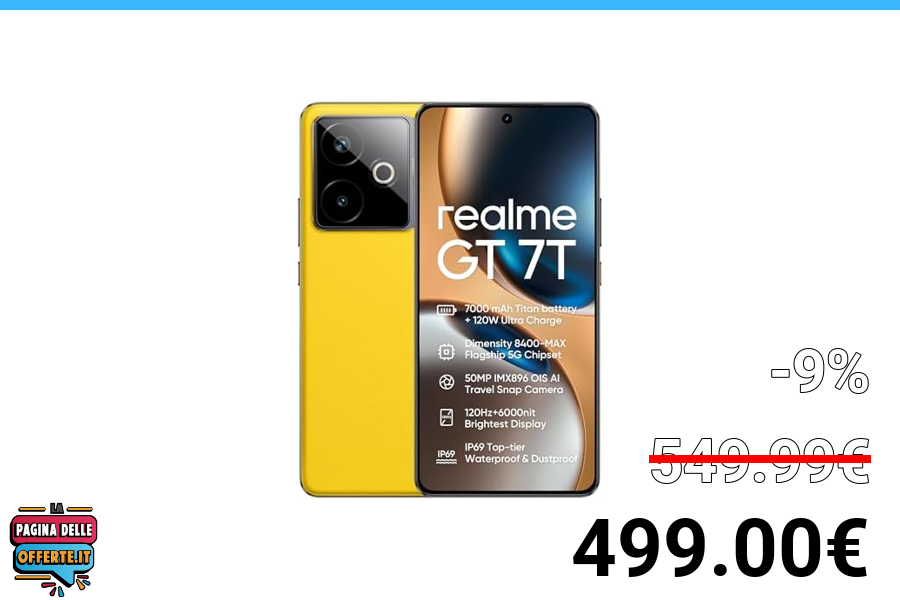 realme
GT 7T
7000 mAh Titan battery
+ 120W Ultra Charge
Dimensity 8400-MAX
Flagship 5G Chipset
50MP IMX896 OIS AI
Travel Snap Camera
120Hz+6000nit
Brightest Display
IP69
IP69 Top-tier
Waterproof & Dustproof
-9%
549.99€
499.00€
LA
PAGINA DELLE
OFFERTE.IT